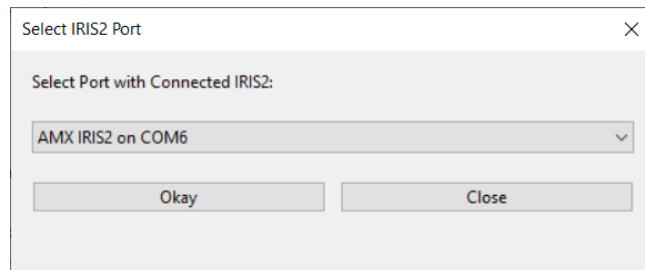 Select IRIS2 Port
Select Port with Connected IRIS2:
AMX IRIS2 on COM6
Okay
Close